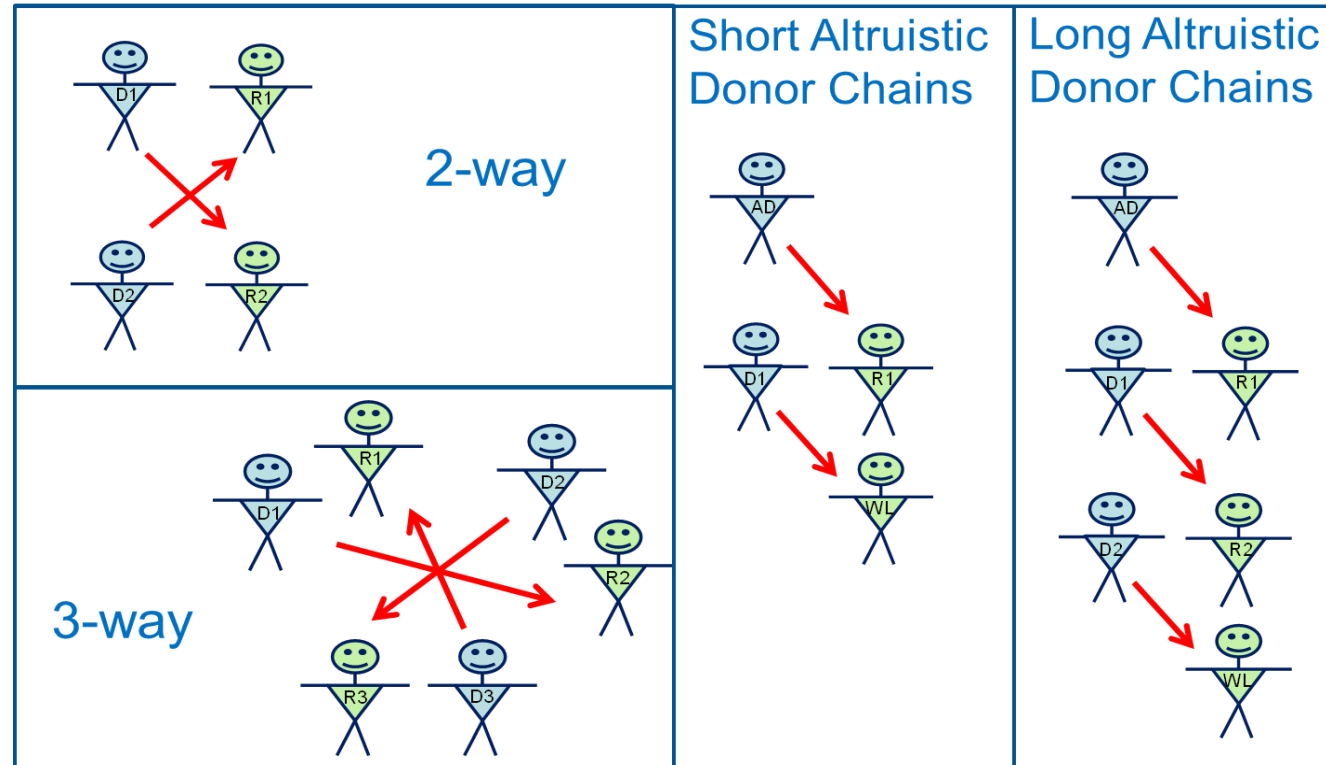 D1
R1
2-way
D2
R2
R1
D1
D2
R2
3-way
R3
D3
Short Altruistic
Donor Chains
AD
D1
R1
WL
Long Altruistic
Donor Chains
AD
D1
R1
D2
R2
WL